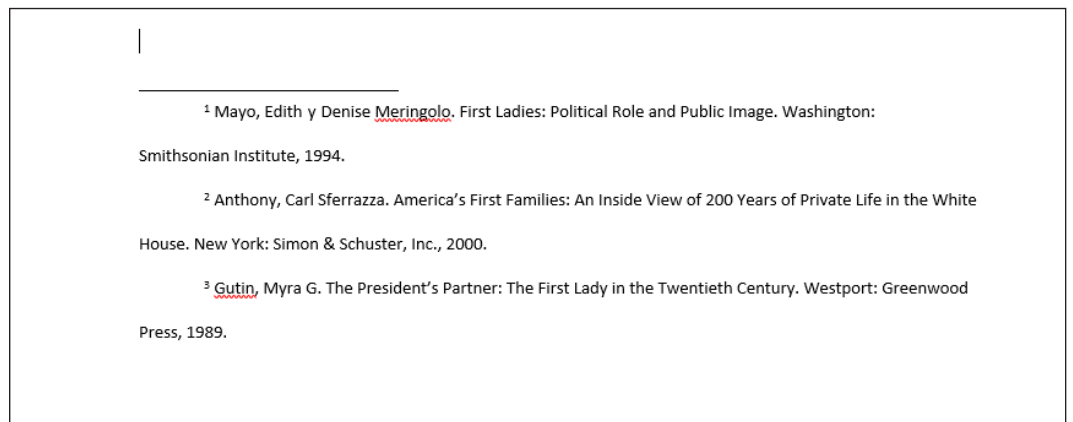 ¹ Mayo, Edith y Denise Meringolo. First Ladies: Political Role and Public Image. Washington:
Smithsonian Institute, 1994.
² Anthony, Carl Sferrazza. America’s First Families: An Inside View of 200 Years of Private Life in the White
House. New York: Simon & Schuster, Inc., 2000.
³ Gutin, Myra G. The President’s Partner: The First Lady in the Twentieth Century. Westport: Greenwood
Press, 1989.